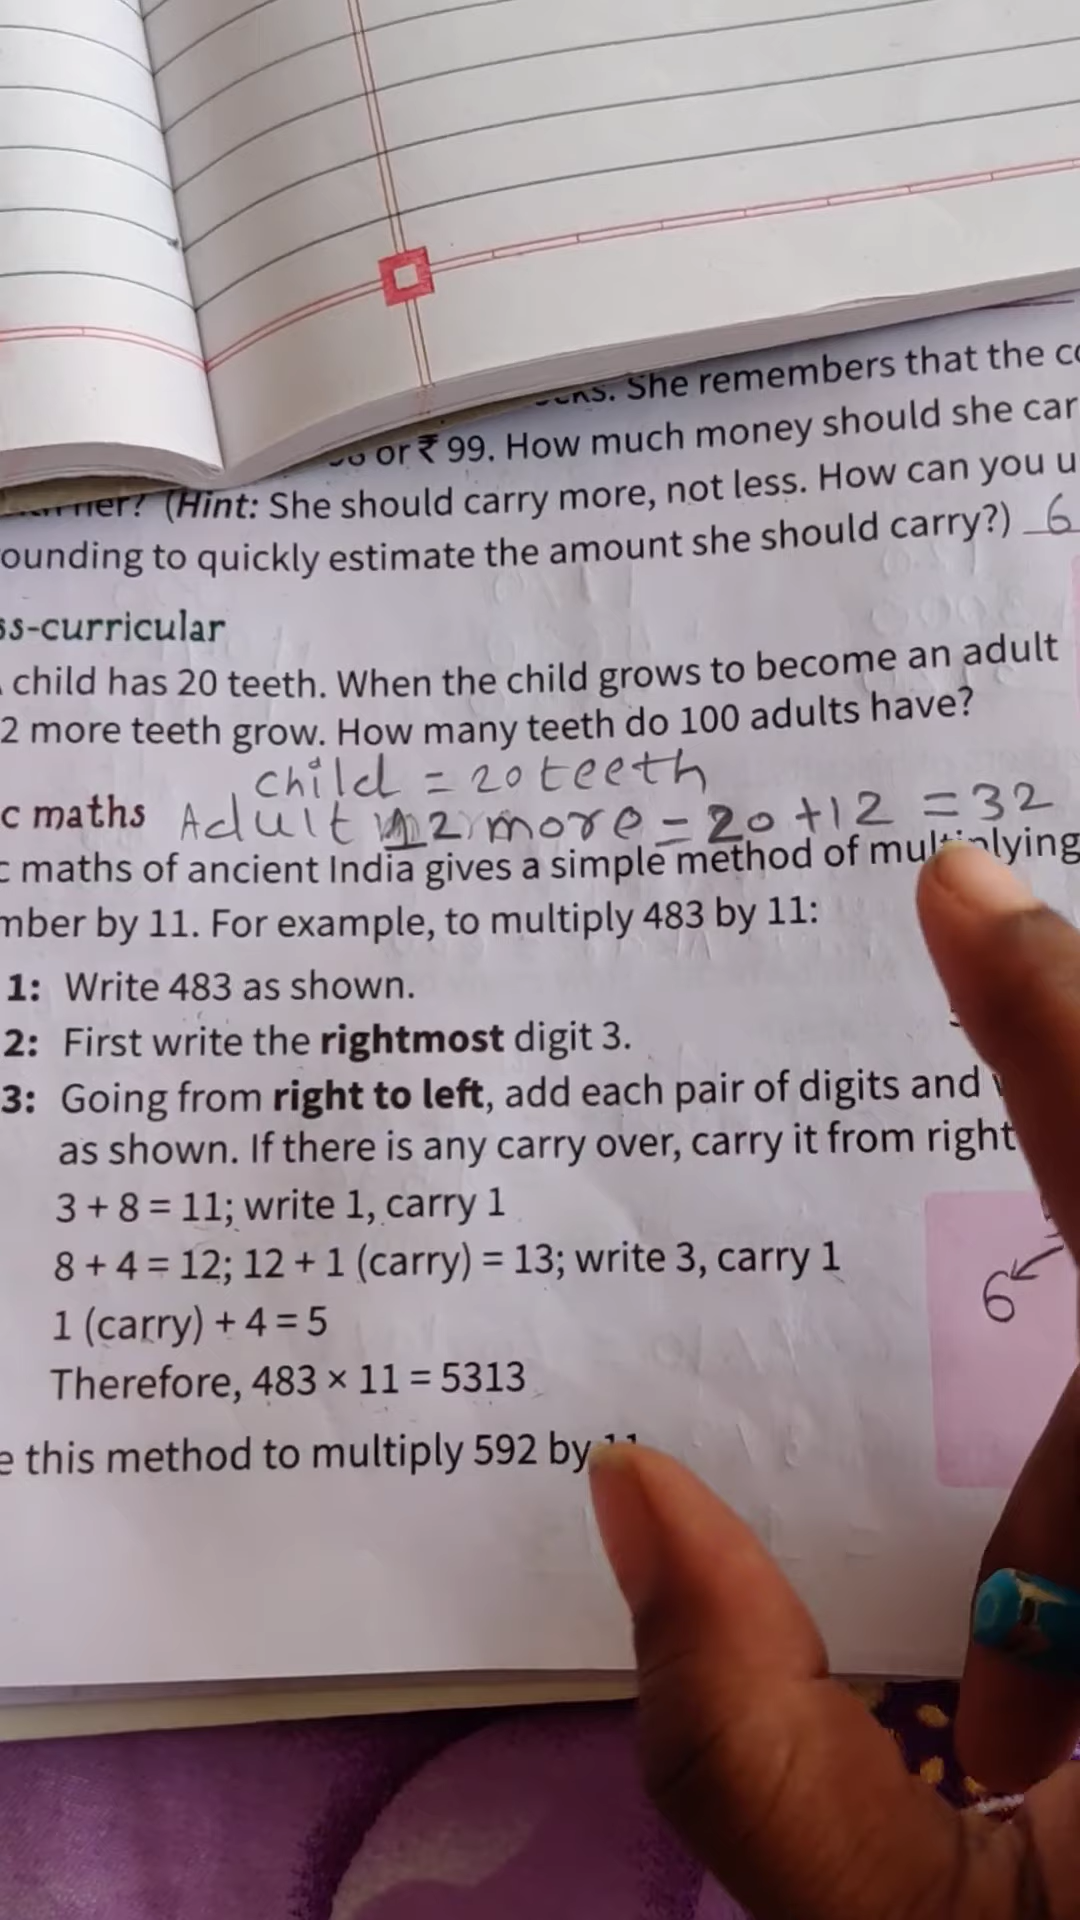 She remembers that the
or ₹ 99. How much money should she
(Hint: She should carry more, not less. How can you
to quickly estimate the amount she should carry?) 6
curricular
child has 20 teeth. When the child grows to become an adult
2 more teeth grow. How many teeth do 100 adults have?
child = 20 teeth
maths Adult 12 more = 20 +12 = 32
maths of ancient India gives a simple method of multiplying
by 11. For example, to multiply 483 by 11:
1: Write 483 as shown.
2: First write the rightmost digit 3.
3: Going from right to left, add each pair of digits and
as shown. If there is any carry over, carry it from right
3 + 8 = 11; write 1, carry 1
8 + 4 = 12; 12 + 1 (carry) = 13; write 3, carry 1
6
1 (carry) + 4 = 5
Therefore, 483 × 11 = 5313
this method to multiply 592 by